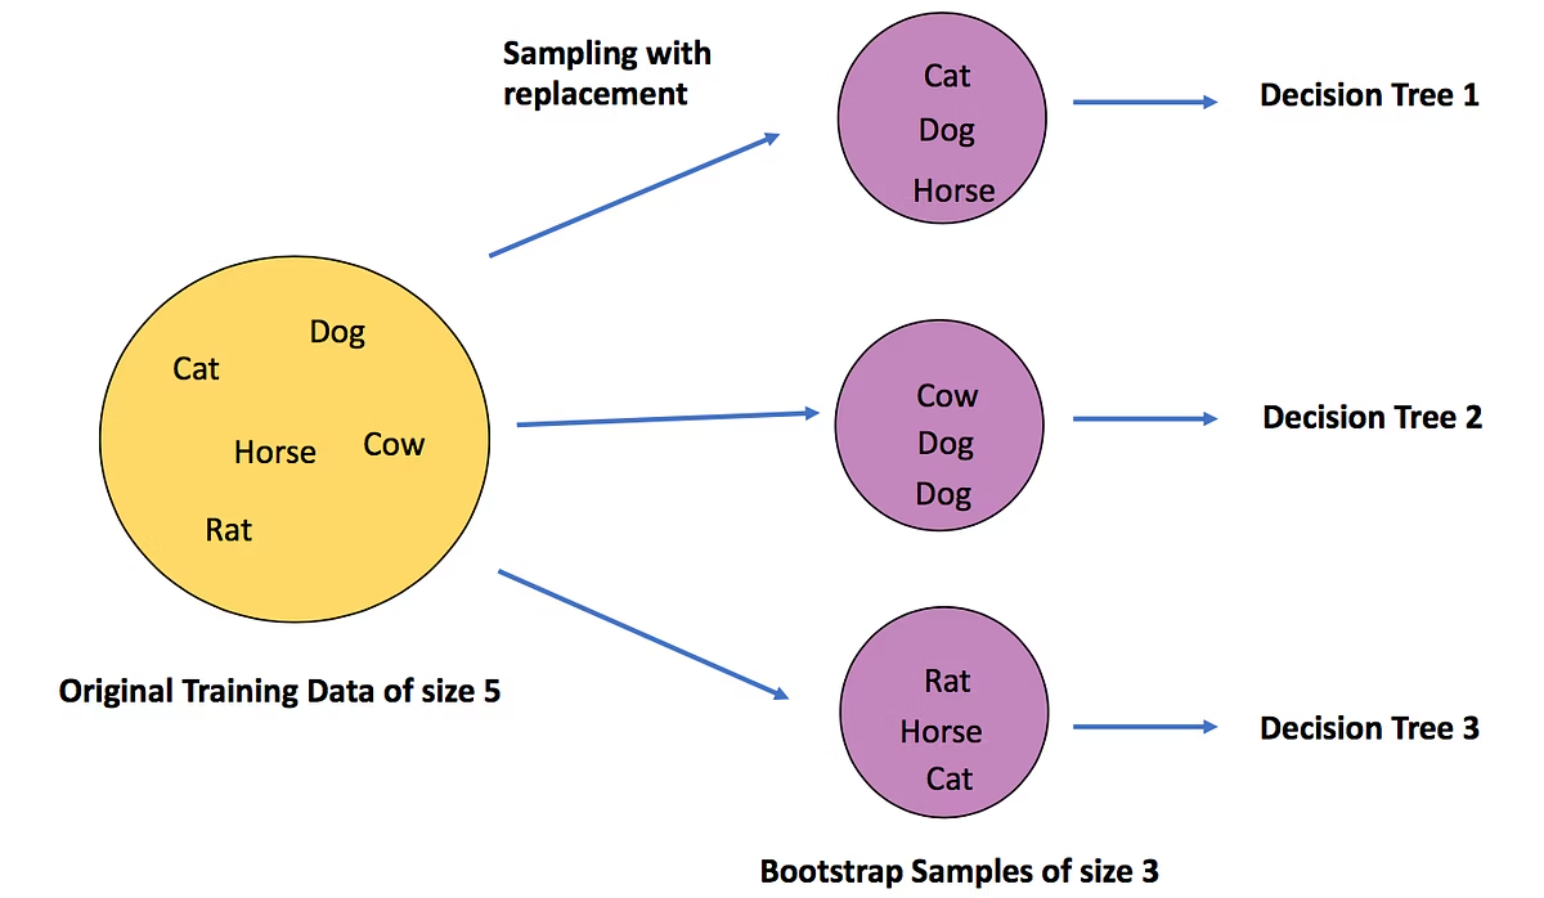 Sampling with
replacement
Cat
Dog
Horse
Decision Tree 1
Dog
Cat
Horse
Cow
Rat
Original Training Data of size 5
Cow
Dog
Dog
Decision Tree 2
Rat
Horse
Cat
Decision Tree 3
Bootstrap Samples of size 3